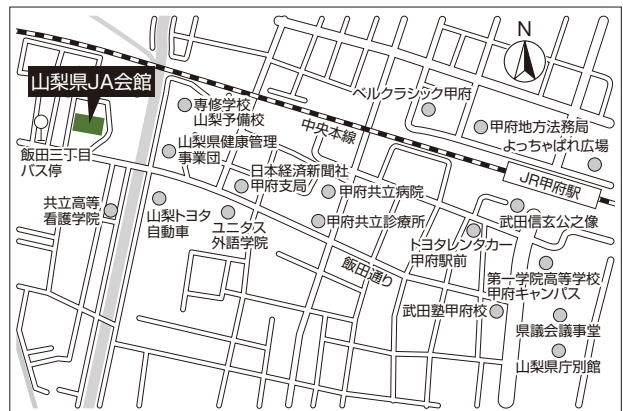 N
山梨県JA会館
専修学校
山梨予備校
ベルクラシック甲府
中央本線
甲府地方法務局
よっちゃばれ広場
飯田三丁目
バス停
山梨県健康管理
事業団
日本経済新聞社
甲府支局
甲府共立病院
JR甲府駅
共立高等
看護学院
山梨トヨタ
自動車
ユニタス
外語学院
甲府共立診療所
武田信玄公之像
トヨタレンタカー
甲府駅前
飯田通り
第一学院高等学校
甲府キャンパス
武田塾甲府校
県議会議事堂
山梨県庁別館